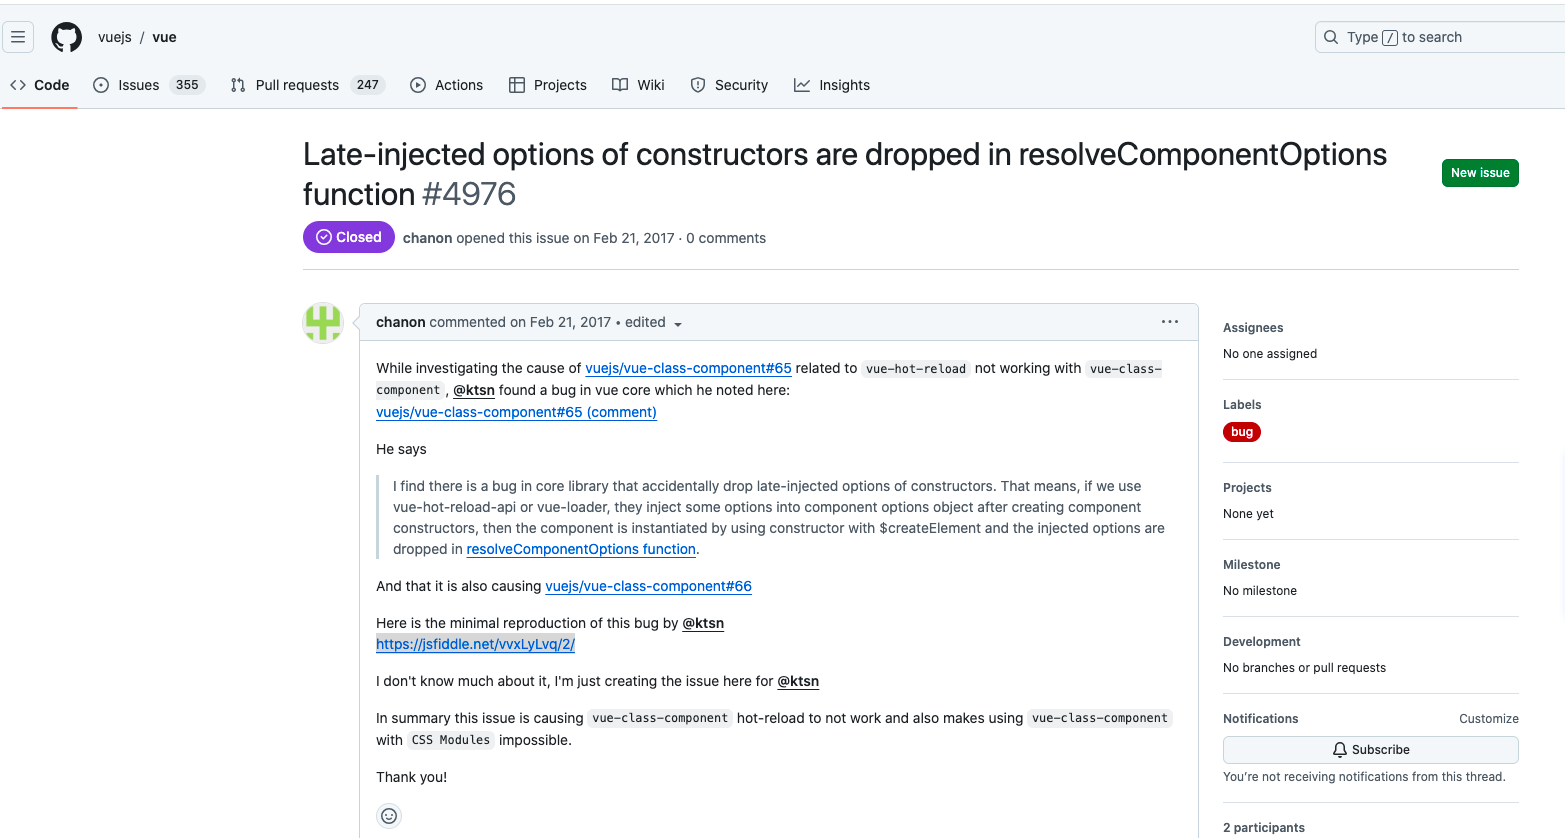 vuejs / vue
Type / to search
Code
Issues 355
Pull requests 247
Actions
Projects
Wiki
Security
Insights
Late-injected options of constructors are dropped in resolveComponentOptions
function #4976
New issue
Closed
chanon opened this issue on Feb 21, 2017 · 0 comments
chanon commented on Feb 21, 2017 • edited
While investigating the cause of vuejs/vue-class-component#65 related to vue-hot-reload not working with vue-class-
component , @ktsn found a bug in vue core which he noted here:
vuejs/vue-class-component#65 (comment)
He says
I find there is a bug in core library that accidentally drop late-injected options of constructors. That means, if we use
vue-hot-reload-api or vue-loader, they inject some options into component options object after creating component
constructors, then the component is instantiated by using constructor with $createElement and the injected options are
dropped in resolveComponentOptions function.
And that it is also causing vuejs/vue-class-component#66
Here is the minimal reproduction of this bug by @ktsn
https://jsfiddle.net/vvxLyLvq/2/
I don't know much about it, I'm just creating the issue here for @ktsn
In summary this issue is causing vue-class-component hot-reload to not work and also makes using vue-class-component
with CSS Modules impossible.
Thank you!
Assignees
No one assigned
Labels
bug
Projects
None yet
Milestone
No milestone
Development
No branches or pull requests
Notifications
Customize
Subscribe
You're not receiving notifications from this thread.
2 participants